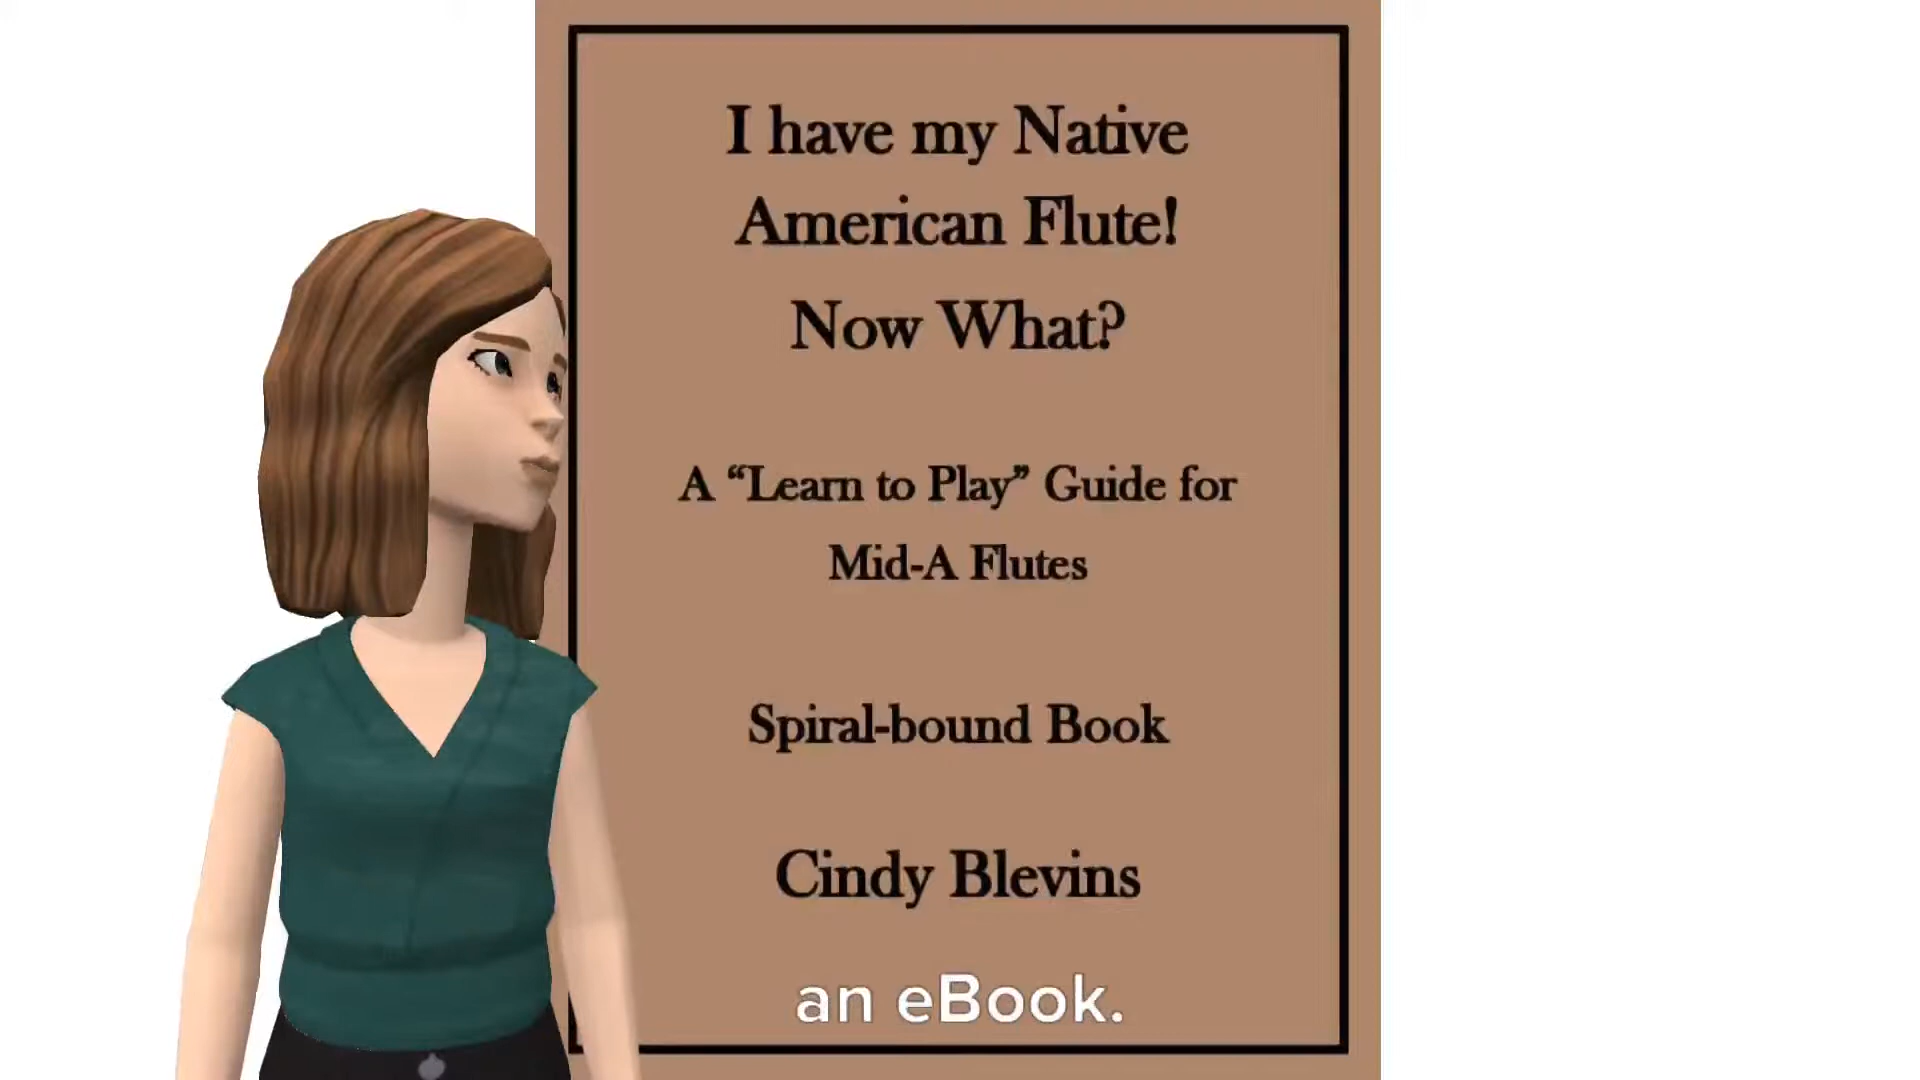 I have my Native
American Flute!
Now What?
A “Learn to Play” Guide for
Mid-A Flutes
Spiral-bound Book
Cindy Blevins
an eBook.